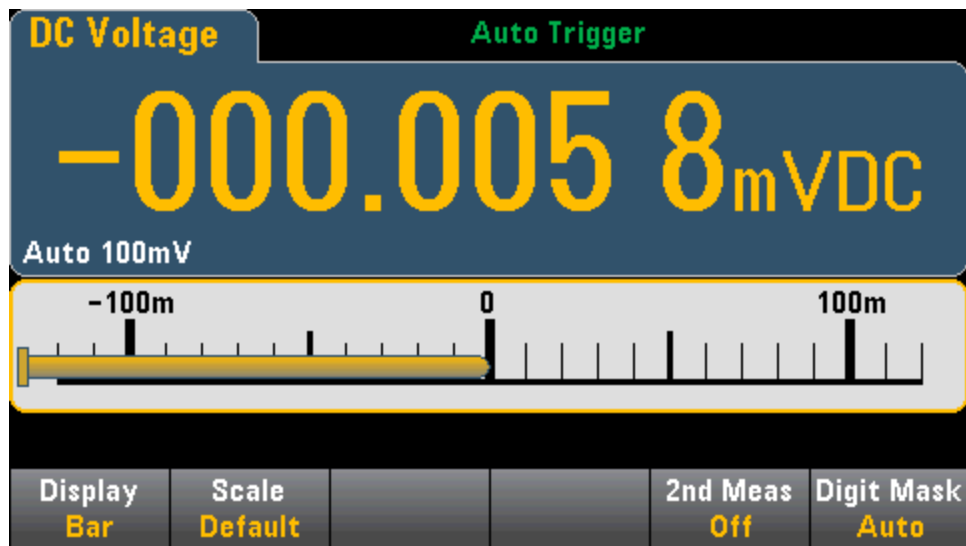 DC Voltage Auto Trigger
-000.005 8mVDC
Auto 100mV
-100m 0 100m
Display Scale 2nd Meas Digit Mask
Bar Default Off Auto